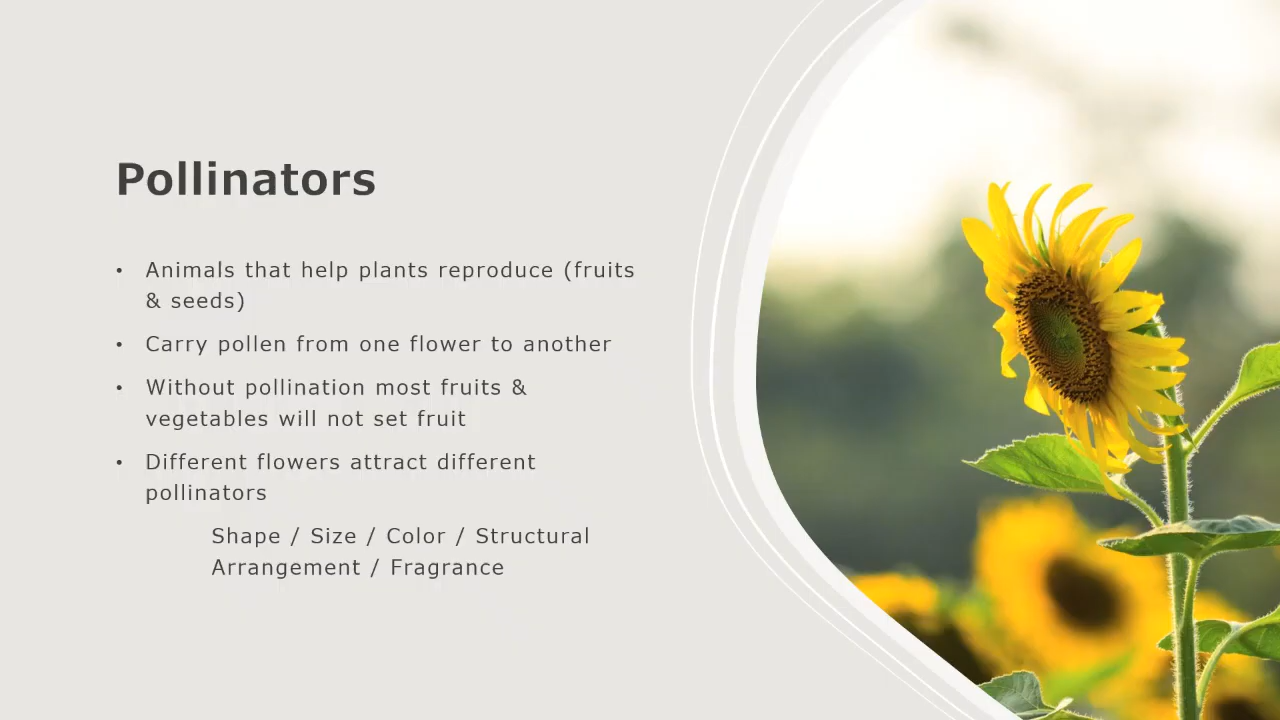 Pollinators
• Animals that help plants reproduce (fruits
& seeds)
• Carry pollen from one flower to another
• Without pollination most fruits &
vegetables will not set fruit
• Different flowers attract different
pollinators
Shape / Size / Color / Structural
Arrangement / Fragrance